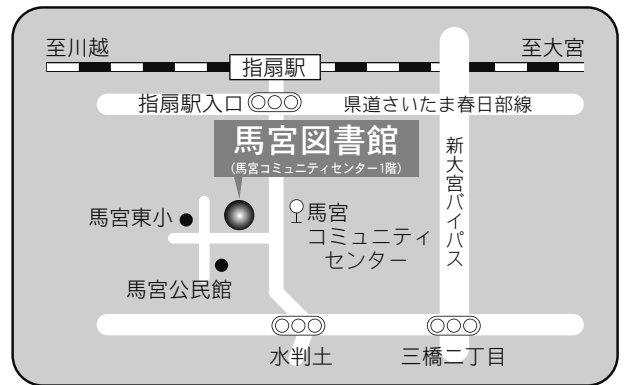 至川越
至大宮
指扇駅
指扇駅入口
県道さいたま春日部線
馬宮図書館
(馬宮コミュニティセンター1階)
新大宮バイパス
馬宮東小
馬宮
コミュニティ
センター
馬宮公民館
水判土
三橋二丁目